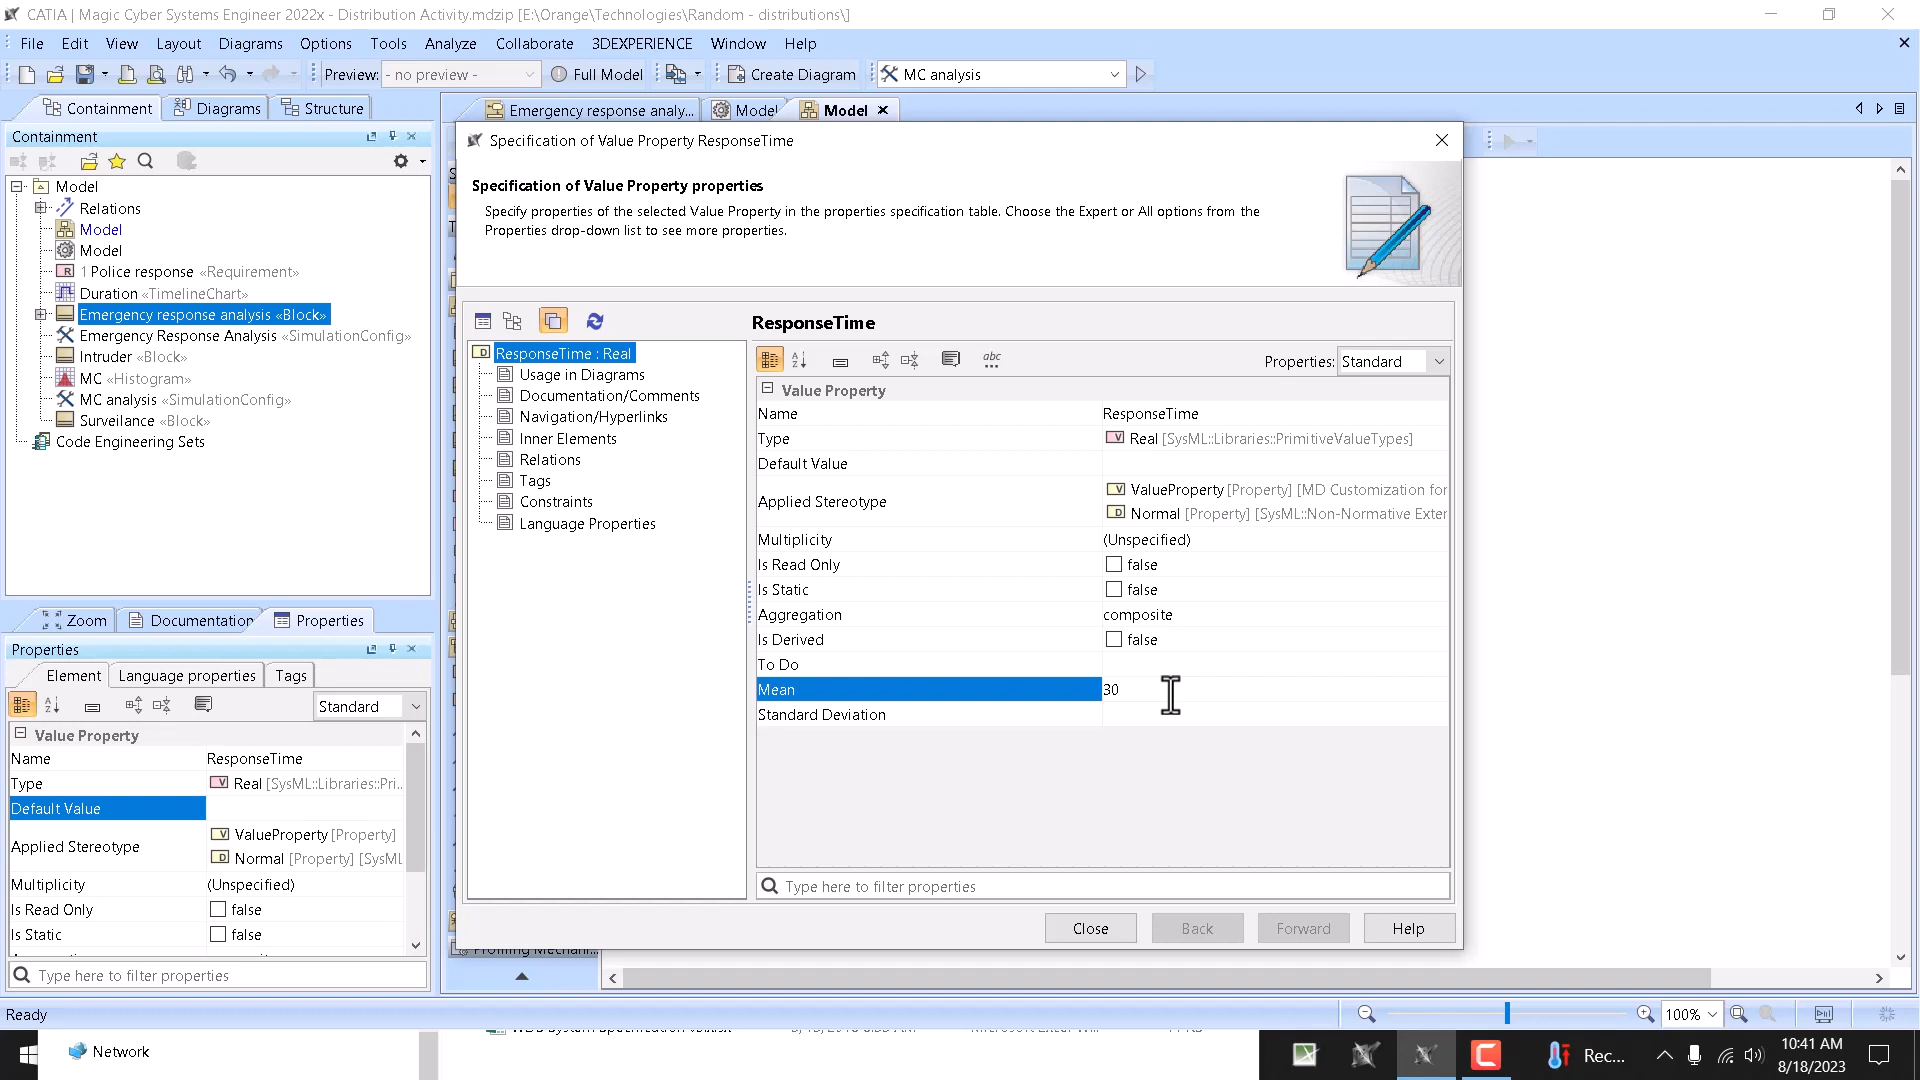 CATIA | Magic Cyber Systems Engineer 2022x - Distribution Activity.mdzip [E:\Orange\Technologies\Random - distributions\]
File Edit View Layout Diagrams Options Tools Analyze Collaborate 3DEXPERIENCE Window Help
Preview: - no preview - Full Model Create Diagram MC analysis
Containment Diagrams Structure
Emergency response analy... Model Model
Containment
Model
Relations
Model
Model
1 Police response «Requirement»
Duration «TimelineChart»
Emergency response analysis «Block»
Emergency Response Analysis «SimulationConfig»
Intruder «Block»
MC «Histogram»
MC analysis «SimulationConfig»
Surveilance «Block»
Code Engineering Sets
Zoom Documentation Properties
Properties
Element Language properties Tags
Standard
Value Property
Name ResponseTime
Type Real [SysML::Libraries::Pri...
Default Value
Applied Stereotype
ValueProperty [Property]
Normal [Property] [SysML
Multiplicity (Unspecified)
Is Read Only false
Is Static false
Type here to filter properties
Specification of Value Property ResponseTime
Specification of Value Property properties
Specify properties of the selected Value Property in the properties specification table. Choose the Expert or All options from the
Properties drop-down list to see more properties.
ResponseTime
ResponseTime : Real
Usage in Diagrams
Documentation/Comments
Navigation/Hyperlinks
Inner Elements
Relations
Tags
Constraints
Language Properties
abc
Properties: Standard
Value Property
Name ResponseTime
Type Real [SysML::Libraries::PrimitiveValueTypes]
Default Value
Applied Stereotype
ValueProperty [Property] [MD Customization for
Normal [Property] [SysML::Non-Normative Exter
Multiplicity (Unspecified)
Is Read Only false
Is Static false
Aggregation composite
Is Derived false
To Do
Mean 30
Standard Deviation
Type here to filter properties
Close Back Forward Help
Ready
100%
Network
Rec...
10:41 AM
8/18/2023